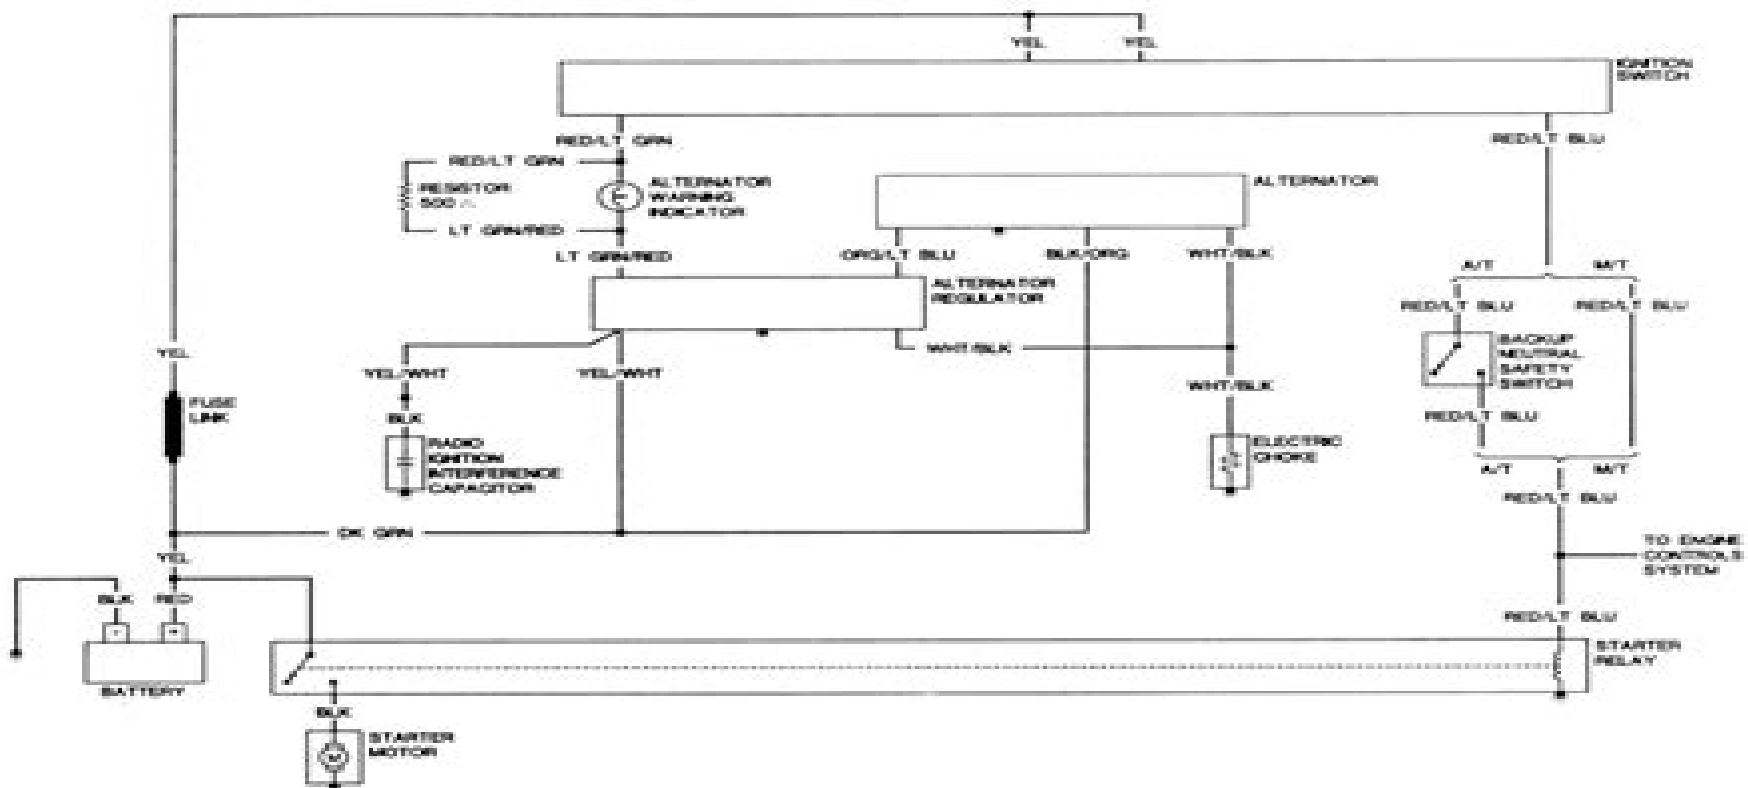 YEL
YEL
IGNITION
SWITCH
RED/LT GRN
RED/LT BLU
RED/LT GRN
RESISTOR
500
ALTERNATOR
WARNING
INDICATOR
ALTERNATOR
LT GRN/RED
LT GRN/RED
ORG/LT BLU
BLK/ORG
WHT/BLK
A/T
M/T
ALTERNATOR
REGULATOR
RED/LT BLU
RED/LT BLU
WHT/BLK
BACKUP
NEUTRAL
SAFETY
SWITCH
YEL
YEL/WHT
YEL/WHT
WHT/BLK
FUSE
LINK
BLK
RED/LT BLU
RADIO
IGNITION
INTERFERENCE
CAPACITOR
ELECTRIC
CHOKE
A/T
M/T
RED/LT BLU
DK GRN
YEL
TO ENGINE
CONTROLS
SYSTEM
BLK
RED
RED/LT BLU
-
+
STARTER
RELAY
BATTERY
BLK
STARTER
MOTOR
M